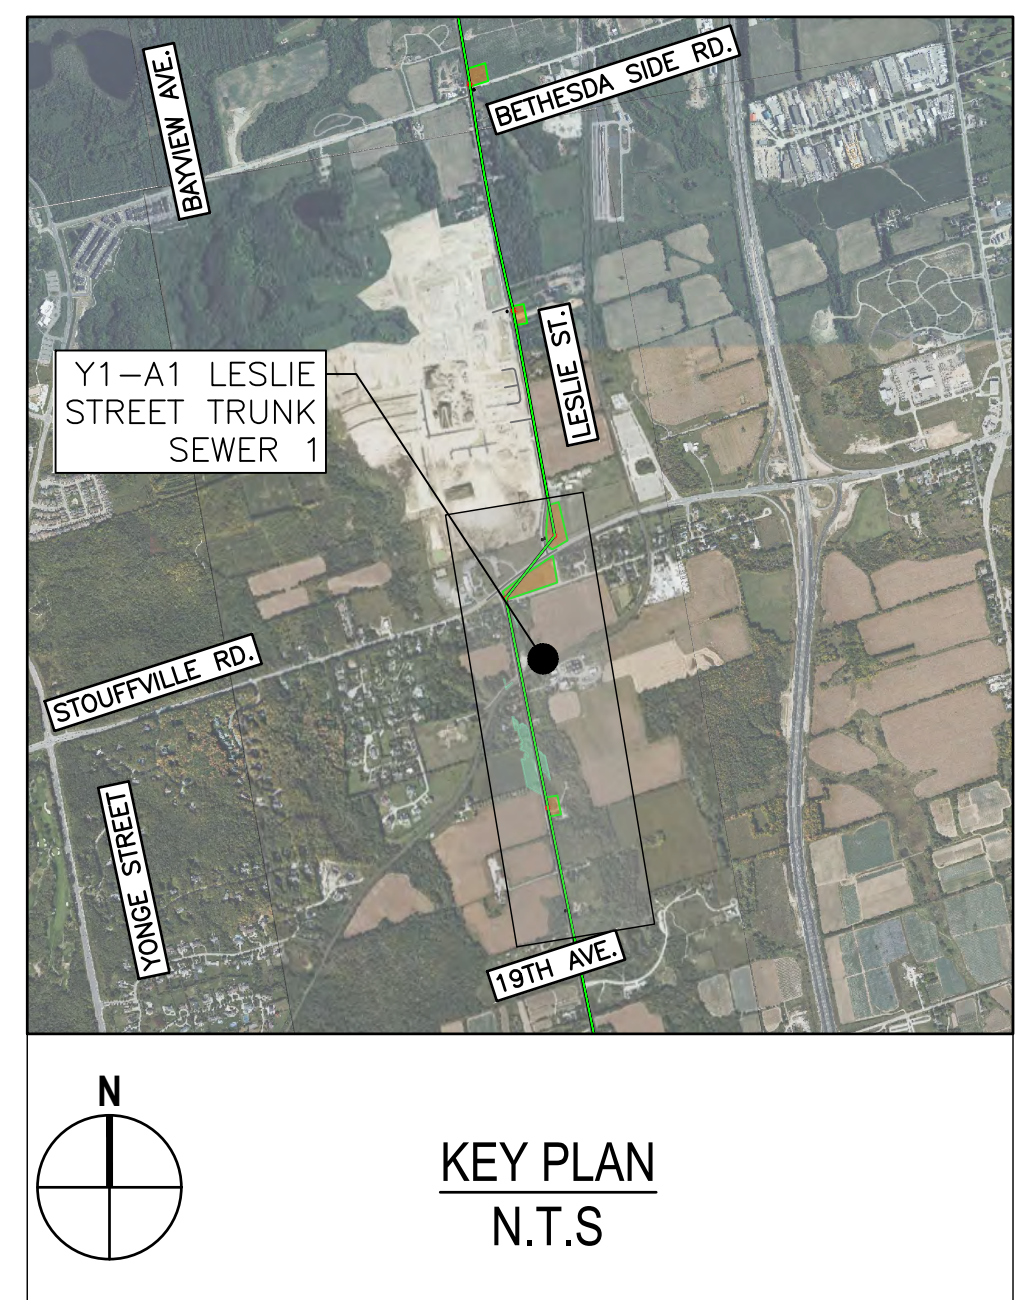 BAYVIEW AVE.
BETHESDA SIDE RD.
LESLIE ST.
Y1-A1 LESLIE
STREET TRUNK
SEWER 1
STOUFFVILLE RD.
YONGE STREET
19TH AVE.
N
KEY PLAN
N.T.S